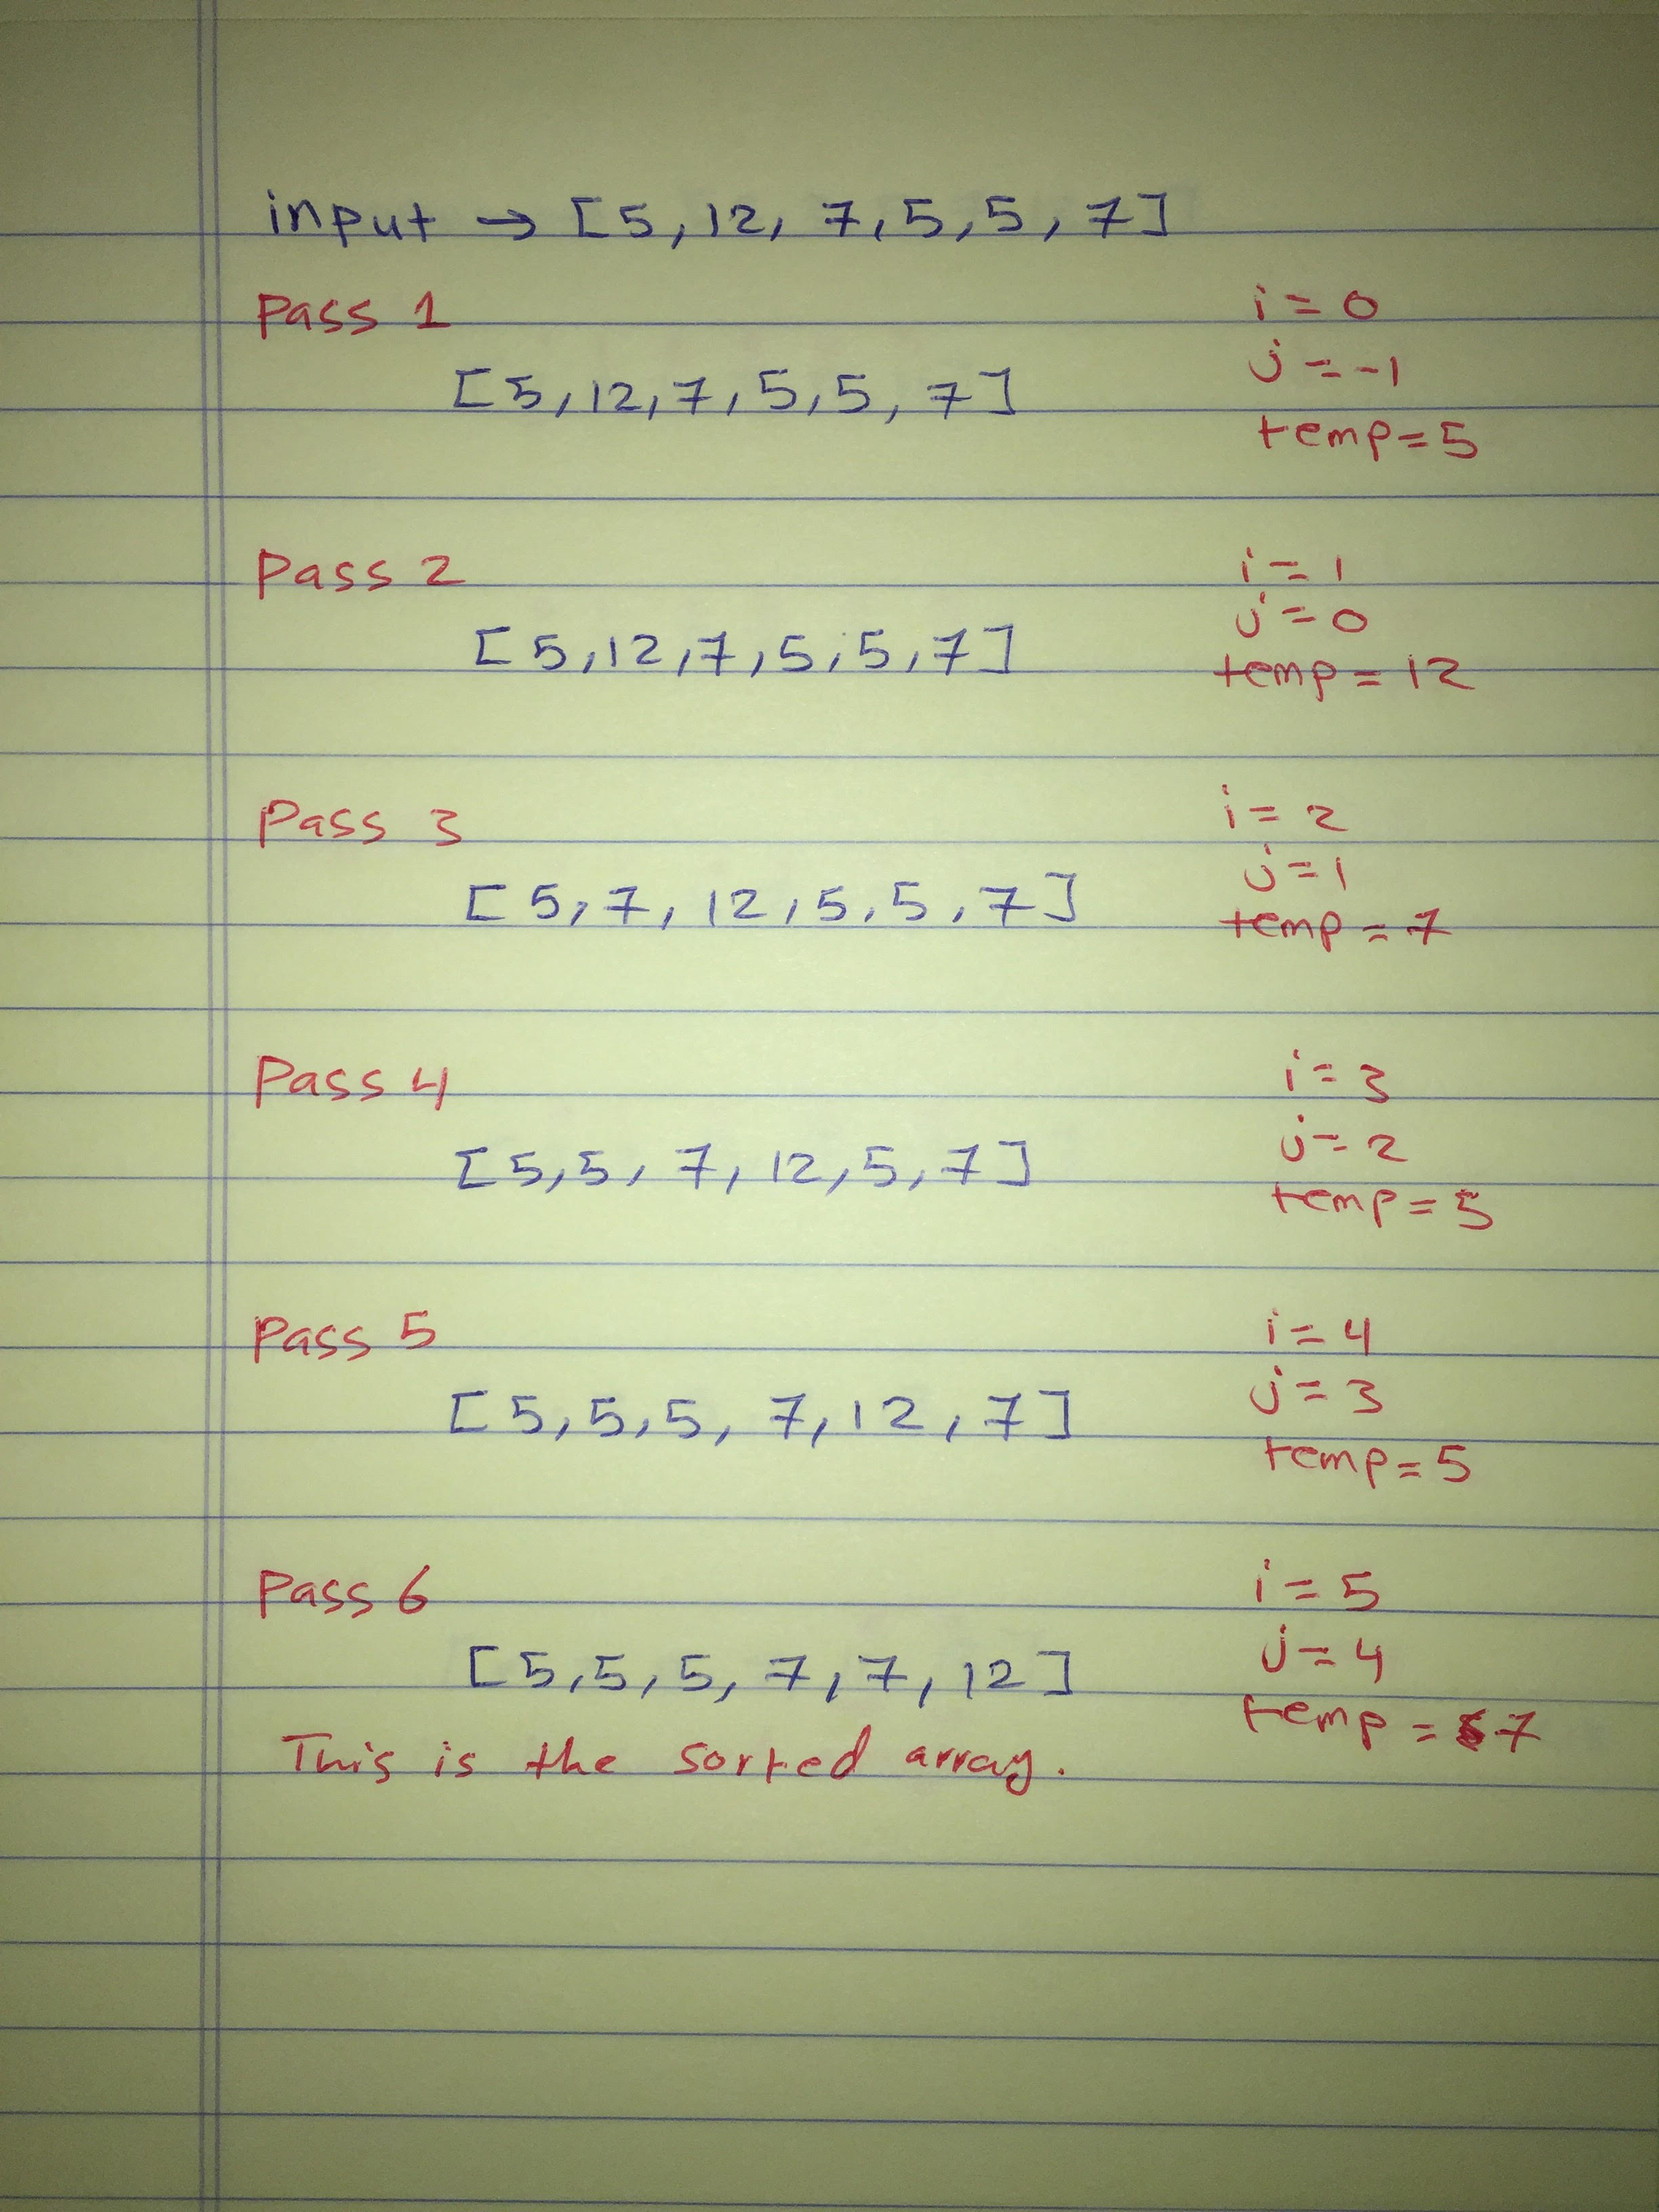 input → [5, 12, 7, 5, 5, 7]
Pass 1
i = 0
j = -1
[5, 12, 7, 5, 5, 7]
temp = 5
Pass 2
i = 1
j = 0
[5, 12, 7, 5, 5, 7]
temp = 12
Pass 3
i = 2
j = 1
[5, 7, 12, 5, 5, 7]
temp = 7
Pass 4
i = 3
j = 2
[5, 5, 7, 12, 5, 7]
temp = 5
Pass 5
i = 4
j = 3
[5, 5, 5, 7, 12, 7]
temp = 5
Pass 6
i = 5
j = 4
[5, 5, 5, 7, 7, 12]
temp = 7
This is the sorted array.